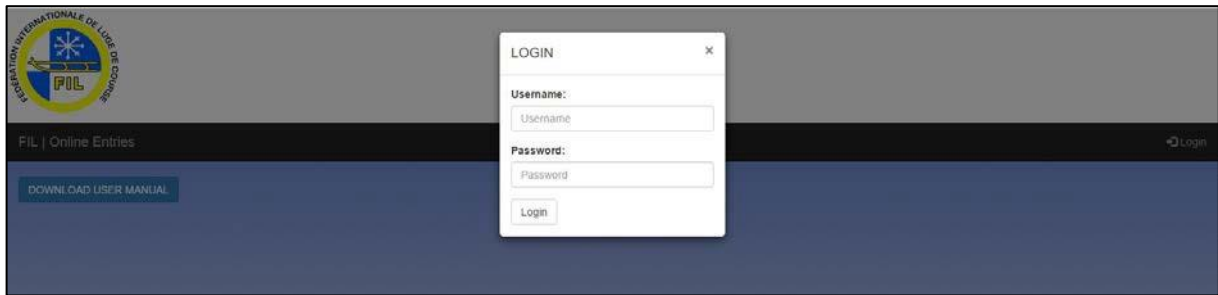 FEDERATION INTERNATIONALE DE LUGE DE COURSE
FIL
LOGIN ×
Username:
Username
Password:
Password
Login
FIL | Online Entries
Login
DOWNLOAD USER MANUAL